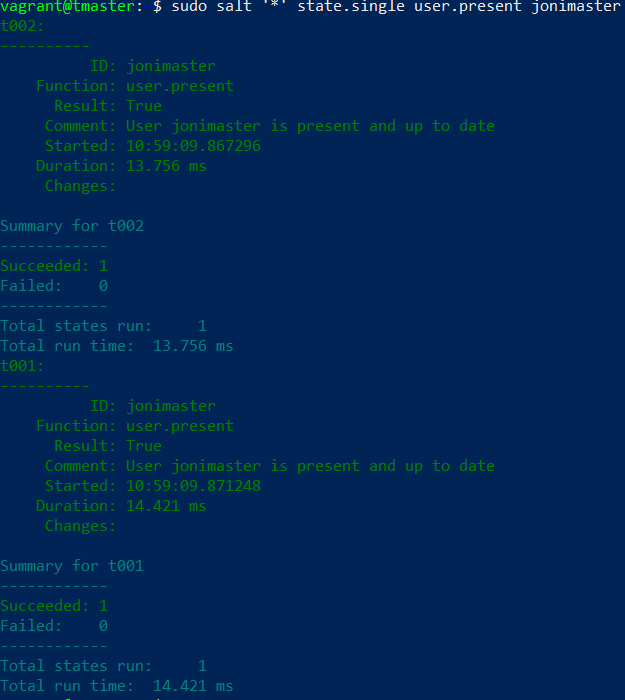 vagrant@tmaster:~$ sudo salt '*' state.single user.present jonimaster
t002:
----------
          ID: jonimaster
    Function: user.present
      Result: True
     Comment: User jonimaster is present and up to date
     Started: 10:59:09.867296
    Duration: 13.756 ms
     Changes:

Summary for t002
------------
Succeeded: 1
Failed:    0
------------
Total states run:     1
Total run time:  13.756 ms
t001:
----------
          ID: jonimaster
    Function: user.present
      Result: True
     Comment: User jonimaster is present and up to date
     Started: 10:59:09.871248
    Duration: 14.421 ms
     Changes:

Summary for t001
------------
Succeeded: 1
Failed:    0
------------
Total states run:     1
Total run time:  14.421 ms